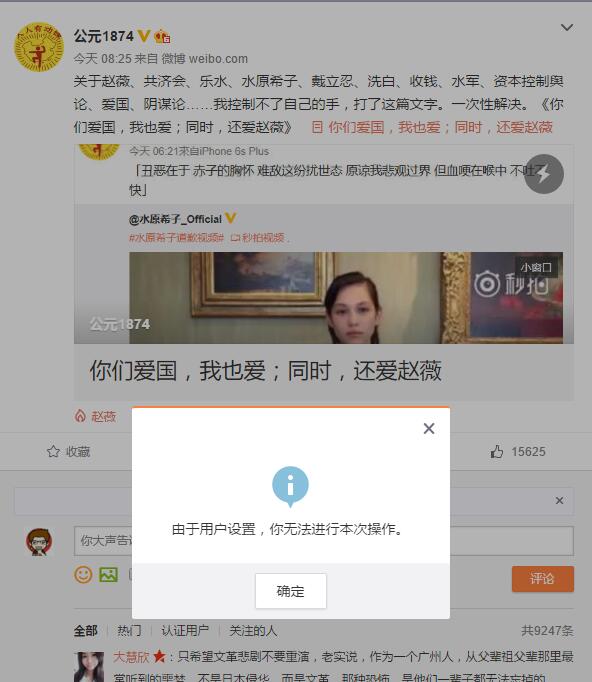 公元1874
今天 08:25 来自 微博 weibo.com
关于赵薇、共济会、乐水、水原希子、戴立忍、洗白、收钱、水军、资本控制舆
论、爱国、阴谋论……我控制不了自己的手，打了这篇文字。一次性解决。《你
们爱国，我也爱；同时，还爱赵薇》 你们爱国，我也爱；同时，还爱赵薇
今天 06:21来自iPhone 6s Plus
「丑恶在于 赤子的胸怀 难敌这纷扰世态 原谅我悲观过界 但血哽在喉中 不吐不
快」
@水原希子_Official
#水原希子道歉视频# 秒拍视频 .
小窗口
秒拍
公元1874
你们爱国，我也爱；同时，还爱赵薇
赵薇
收藏
15625
由于用户设置，你无法进行本次操作。
确定
你大声告诉
评论
全部 热门 认证用户 关注的人 共9247条
大慧欣：只希望文革悲剧不要重演，老实说，作为一个广州人，从父辈祖父辈那里最
常听到的噩梦，不是日本侵华，而是文革，那种恐怖，是他们一辈子都无法忘掉的，